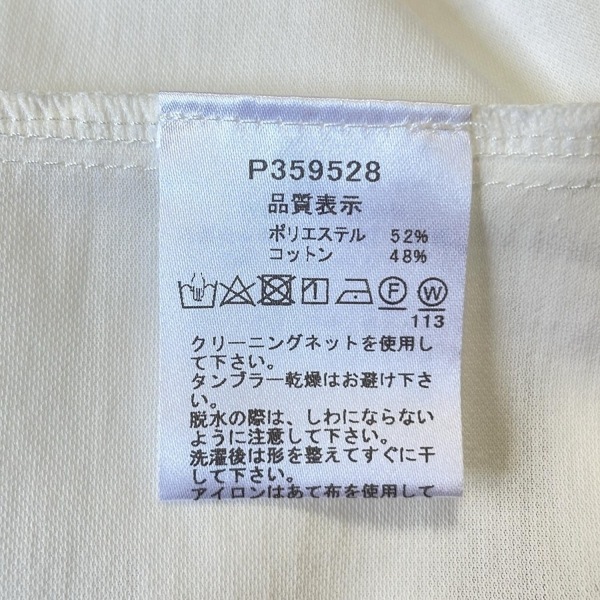 P359528
品質表示
ポリエステル 52%
コットン 48%
F W
113
クリーニングネットを使用し
て下さい。
タンブラー乾燥はお避け下さ
い。
脱水の際は、しわにならない
ように注意して下さい。
洗濯後は形を整えてすぐに干
して下さい。
アイロンはあて布を使用して